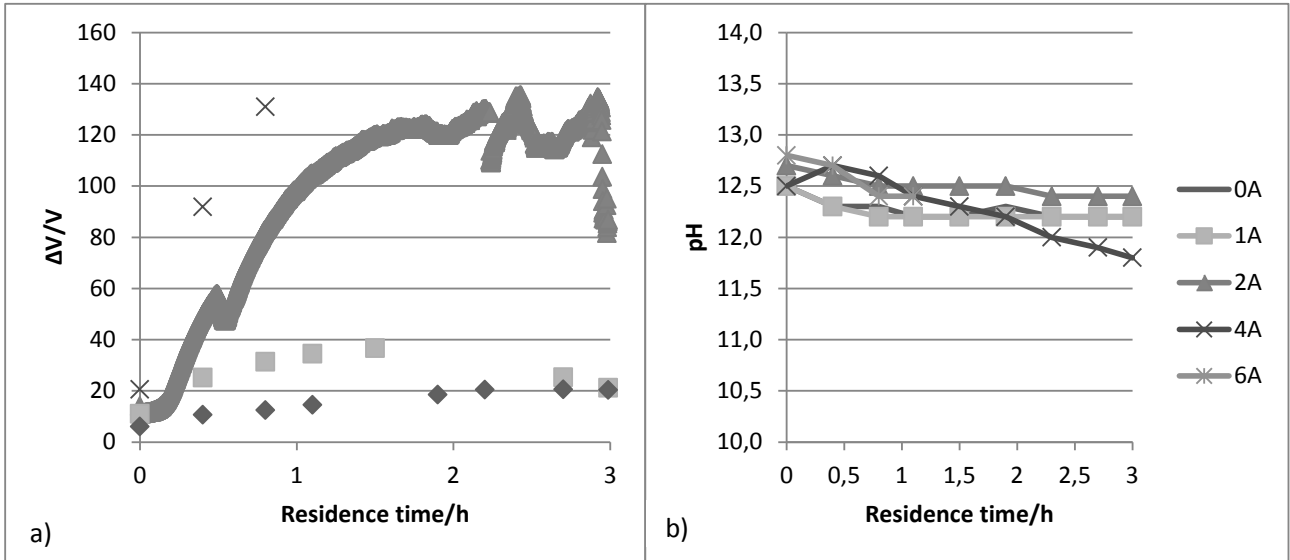 160
140
120
100
80
60
40
20
0
ΔV/V
0 1 2 3
Residence time/h
a)
14,0
13,5
13,0
12,5
12,0
11,5
11,0
10,5
10,0
pH
0 0,5 1 1,5 2 2,5 3
Residence time/h
b)
0A
1A
2A
4A
6A